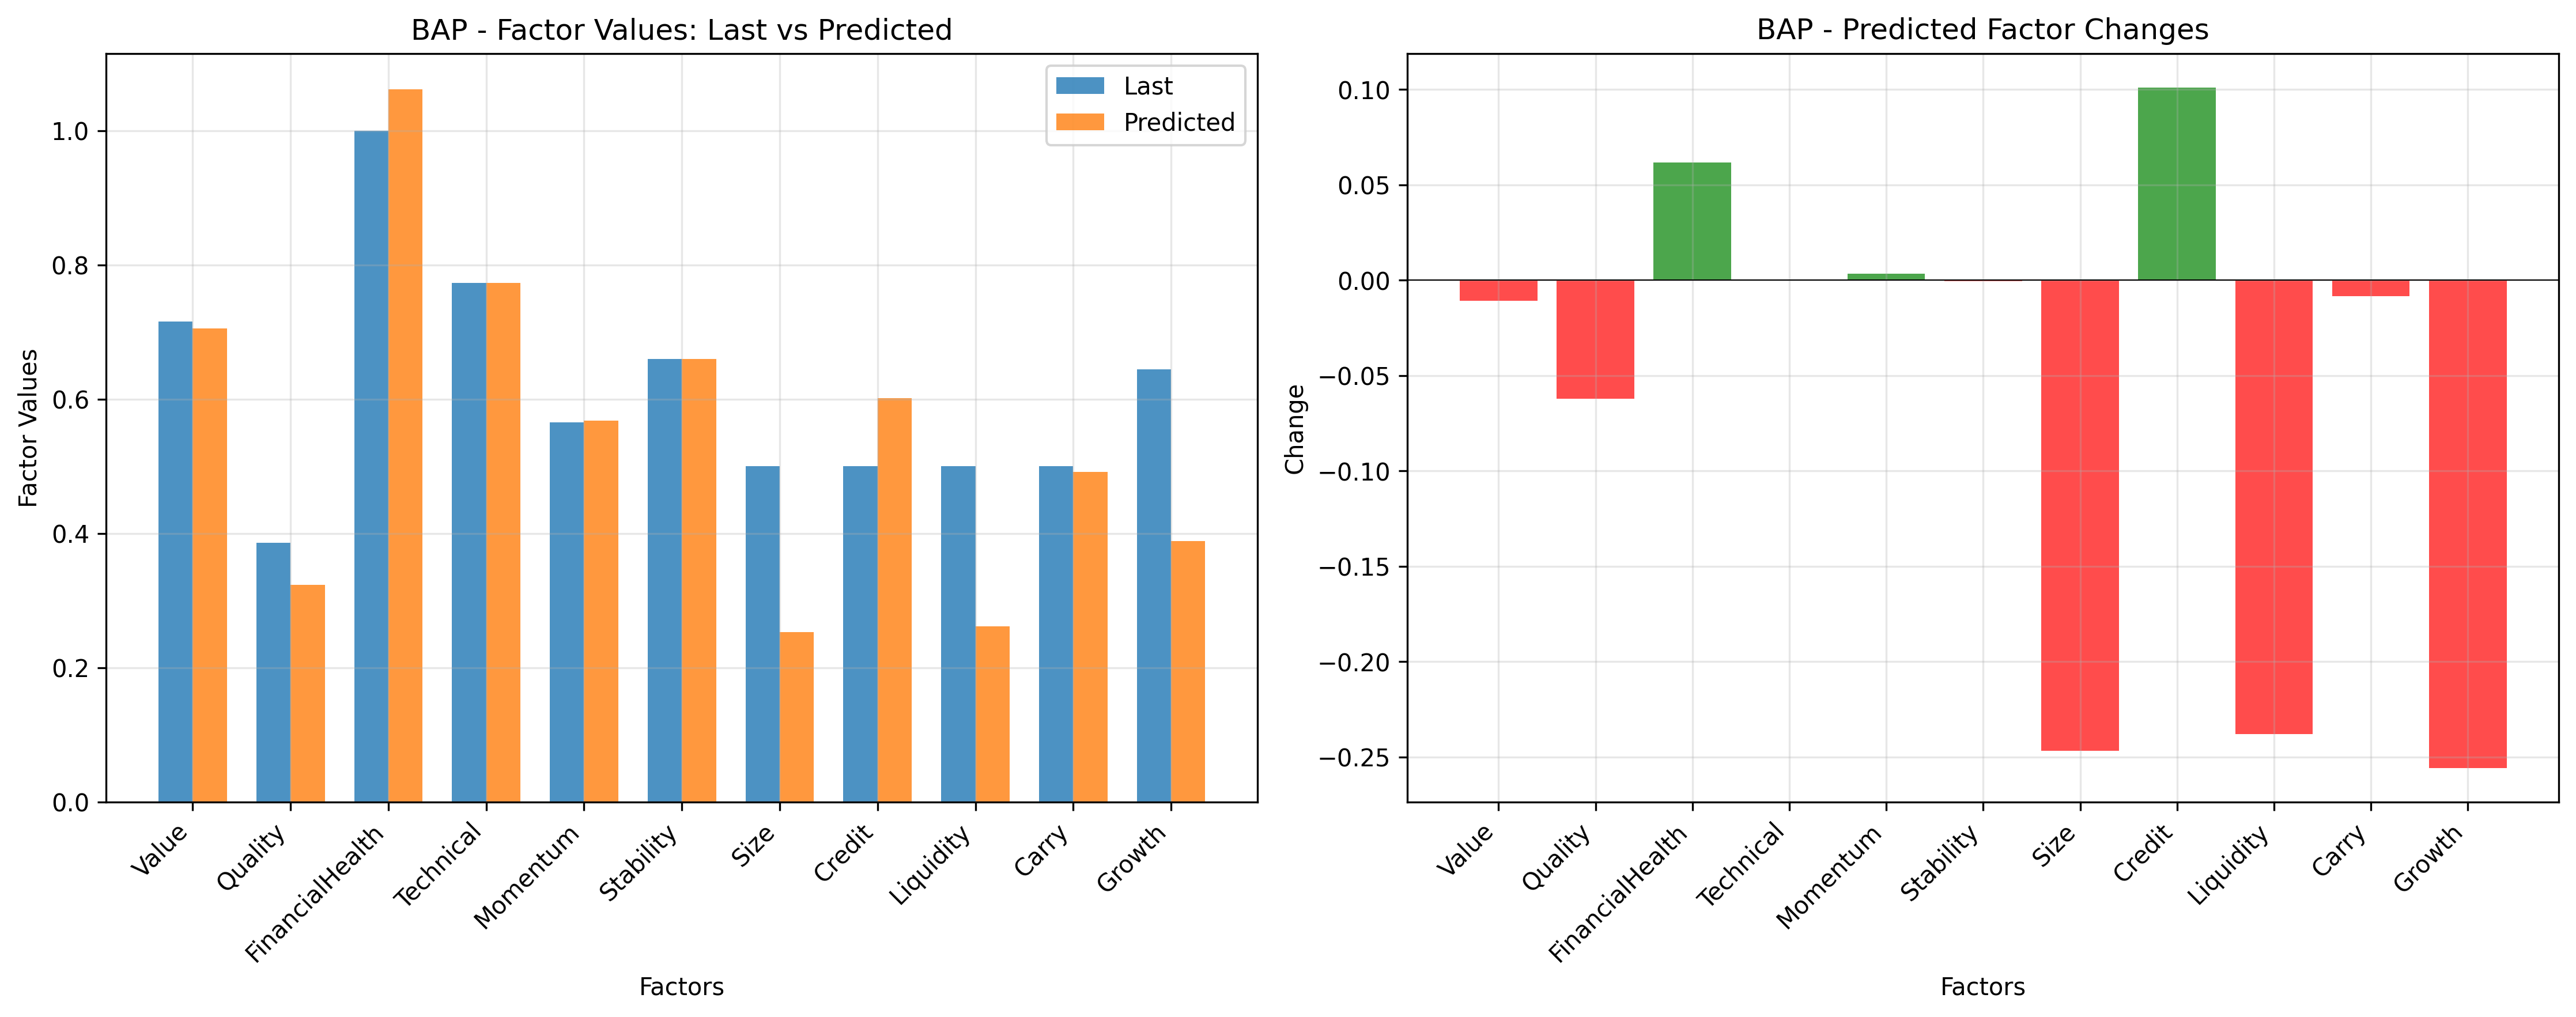 BAP - Factor Values: Last vs Predicted
Last
Predicted
Factor Values
1.0
0.8
0.6
0.4
0.2
0.0
Value
Quality
FinancialHealth
Technical
Momentum
Stability
Size
Credit
Liquidity
Carry
Growth
Factors
BAP - Predicted Factor Changes
Change
0.10
0.05
0.00
−0.05
−0.10
−0.15
−0.20
−0.25
Value
Quality
FinancialHealth
Technical
Momentum
Stability
Size
Credit
Liquidity
Carry
Growth
Factors